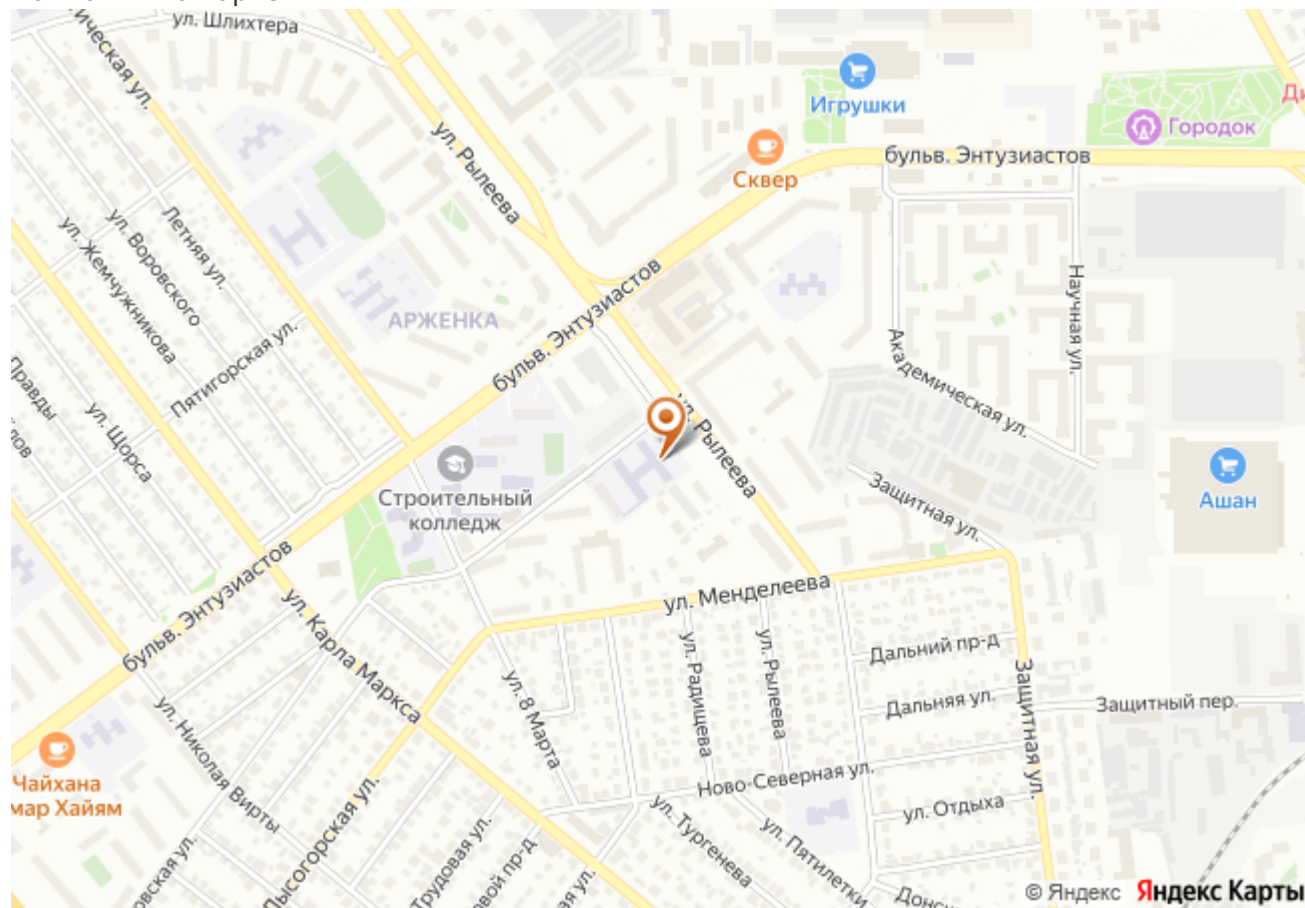 ул. Шлихтера
ическая ул.
Игрушки
Ди
Городок
бульв. Энтузиастов
Сквер
ул. Рылеева
Летняя ул.
ул. Воровского
ул. Жемчужникова
АРЖЕНКА
бульв. Энтузиастов
Научная ул.
Пятигорская ул.
Академическая ул.
Правды
ул. Щорса
ул. Рылеева
Строительный
колледж
Защитная ул.
Ашан
бульв. Энтузиастов
ул. Менделеева
ул. Карла Маркса
ул. Радищева
ул. Рылеева
Дальний пр-д
Защитная ул.
Дальняя ул.
Защитный пер.
ул. 8 Марта
ул. Николая Вирты
Чайхана
мар Хайям
Ново-Северная ул.
ул. Отдыха
Лысогорская ул.
Трудовая ул.
ул. Тургенева
ул. Пятилетки
Донск
© Яндекс Яндекс Карты